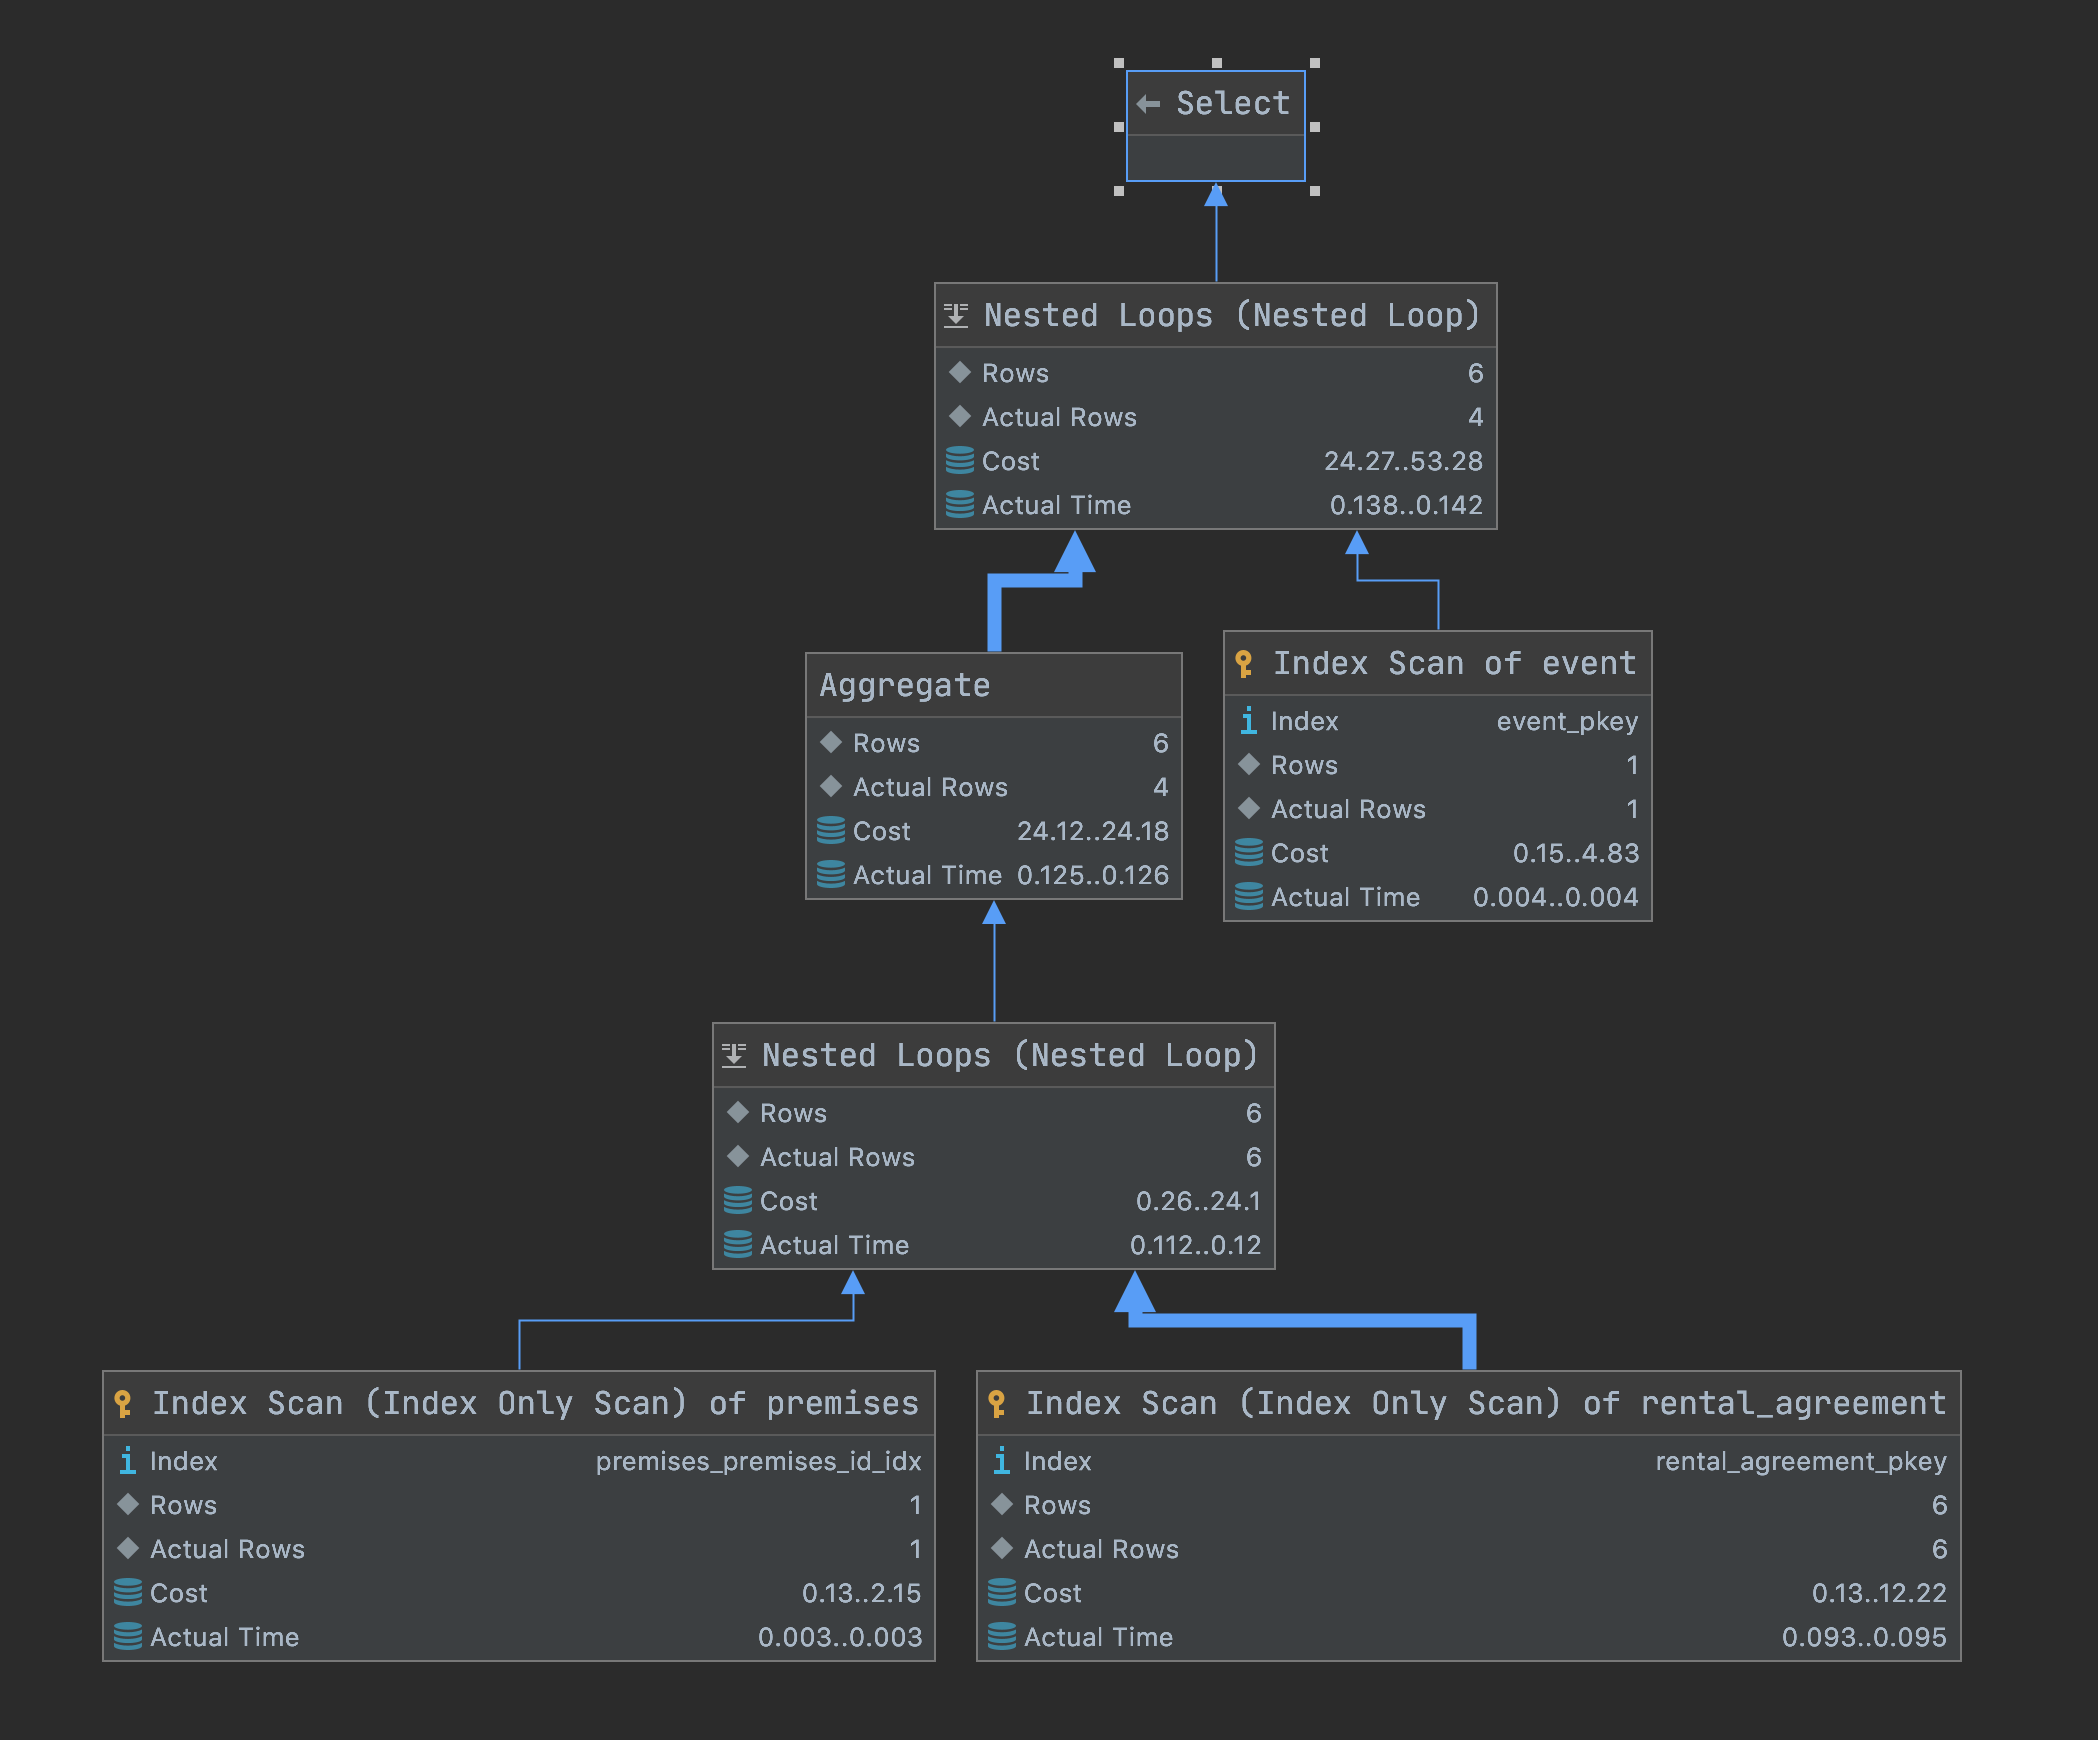 Select
Nested Loops (Nested Loop)
Rows 6
Actual Rows 4
Cost 24.27..53.28
Actual Time 0.138..0.142
Aggregate
Rows 6
Actual Rows 4
Cost 24.12..24.18
Actual Time 0.125..0.126
Index Scan of event
Index event_pkey
Rows 1
Actual Rows 1
Cost 0.15..4.83
Actual Time 0.004..0.004
Nested Loops (Nested Loop)
Rows 6
Actual Rows 6
Cost 0.26..24.1
Actual Time 0.112..0.12
Index Scan (Index Only Scan) of premises
Index premises_premises_id_idx
Rows 1
Actual Rows 1
Cost 0.13..2.15
Actual Time 0.003..0.003
Index Scan (Index Only Scan) of rental_agreement
Index rental_agreement_pkey
Rows 6
Actual Rows 6
Cost 0.13..12.22
Actual Time 0.093..0.095